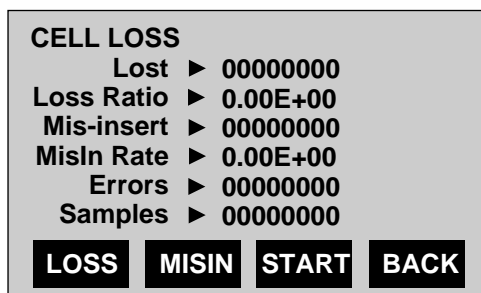 CELL LOSS
Lost ► 00000000
Loss Ratio ► 0.00E+00
Mis-insert ► 00000000
MisIn Rate ► 0.00E+00
Errors ► 00000000
Samples ► 00000000
LOSS MISIN START BACK